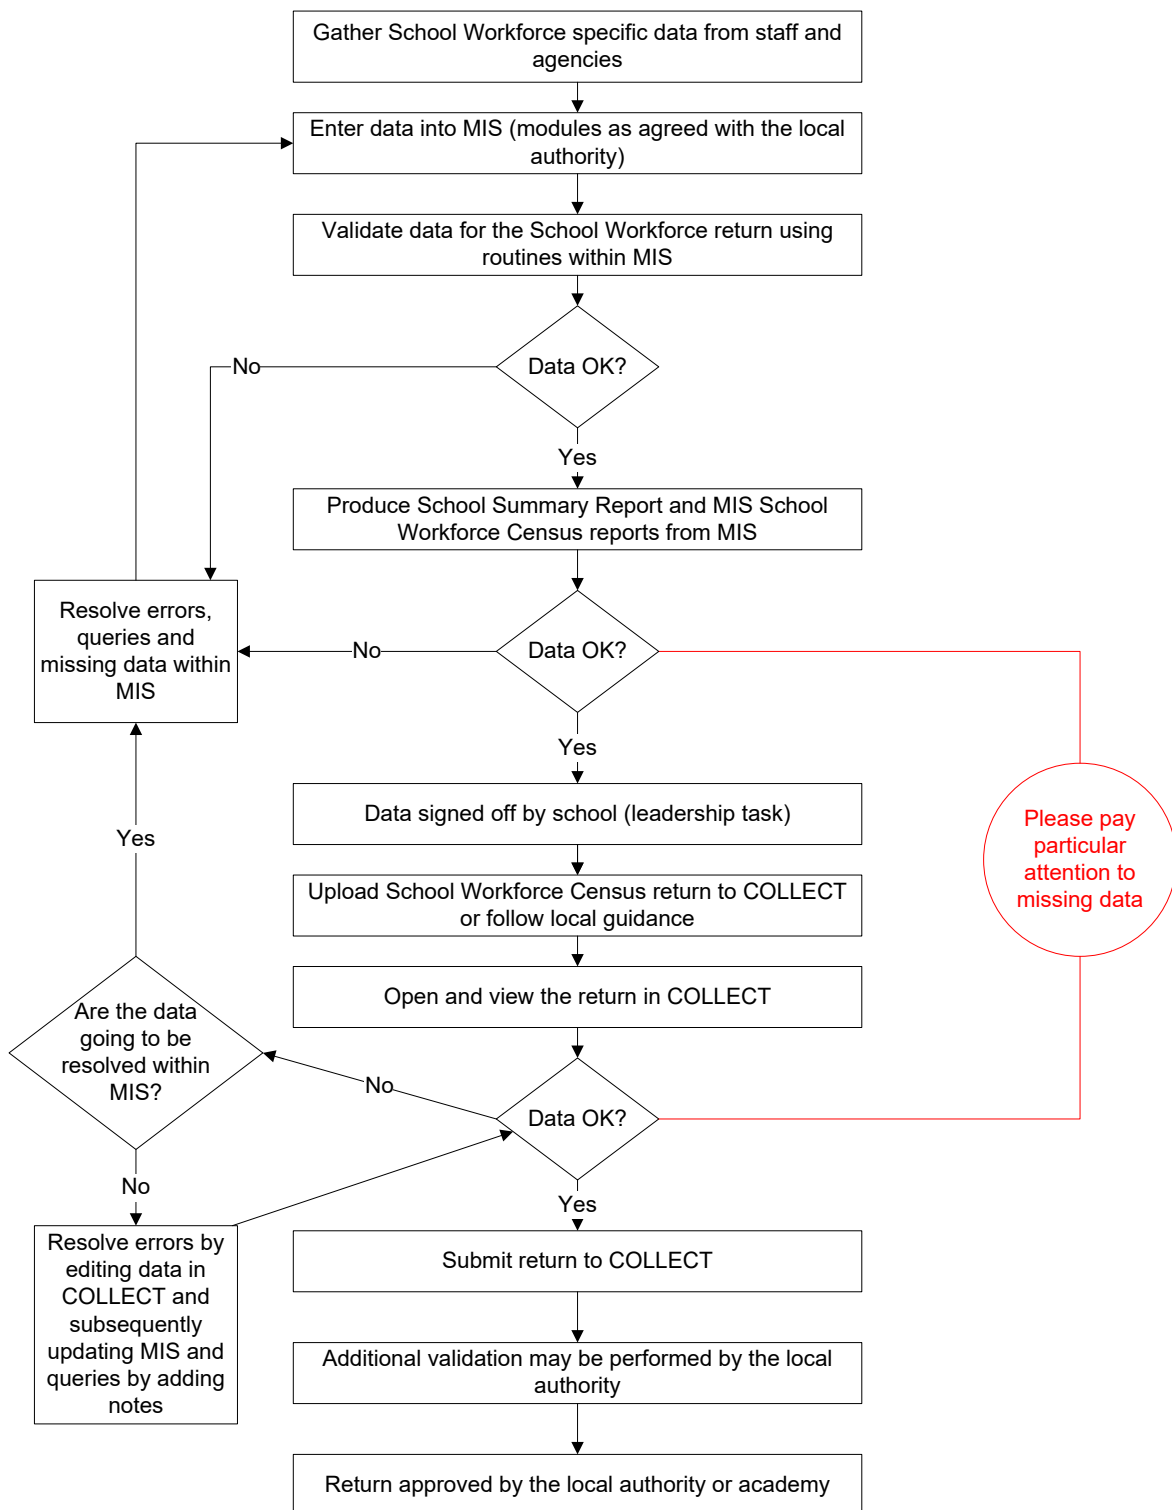 Gather School Workforce specific data from staff and
agencies
Enter data into MIS (modules as agreed with the local
authority)
Validate data for the School Workforce return using
routines within MIS
Data OK?
No
Yes
Produce School Summary Report and MIS School
Workforce Census reports from MIS
Resolve errors,
queries and
missing data within
MIS
No
Data OK?
Yes
Data signed off by school (leadership task)
Please pay
particular
attention to
missing data
Yes
Upload School Workforce Census return to COLLECT
or follow local guidance
Open and view the return in COLLECT
Are the data
going to be
resolved within
MIS?
No
Data OK?
No
Yes
Resolve errors by
editing data in
COLLECT and
subsequently
updating MIS and
queries by adding
notes
Submit return to COLLECT
Additional validation may be performed by the local
authority
Return approved by the local authority or academy